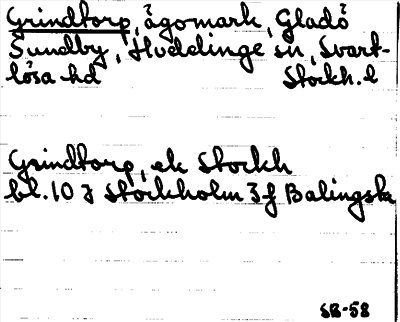 Grindtorp, ägomark, Gladö
Sundby, Huddinge sn, Svart-
lösa hd Stockh. l
Grindtorp, ek Stockh
bl. 10 J Stockholm 3 f Balingsta
SB-58